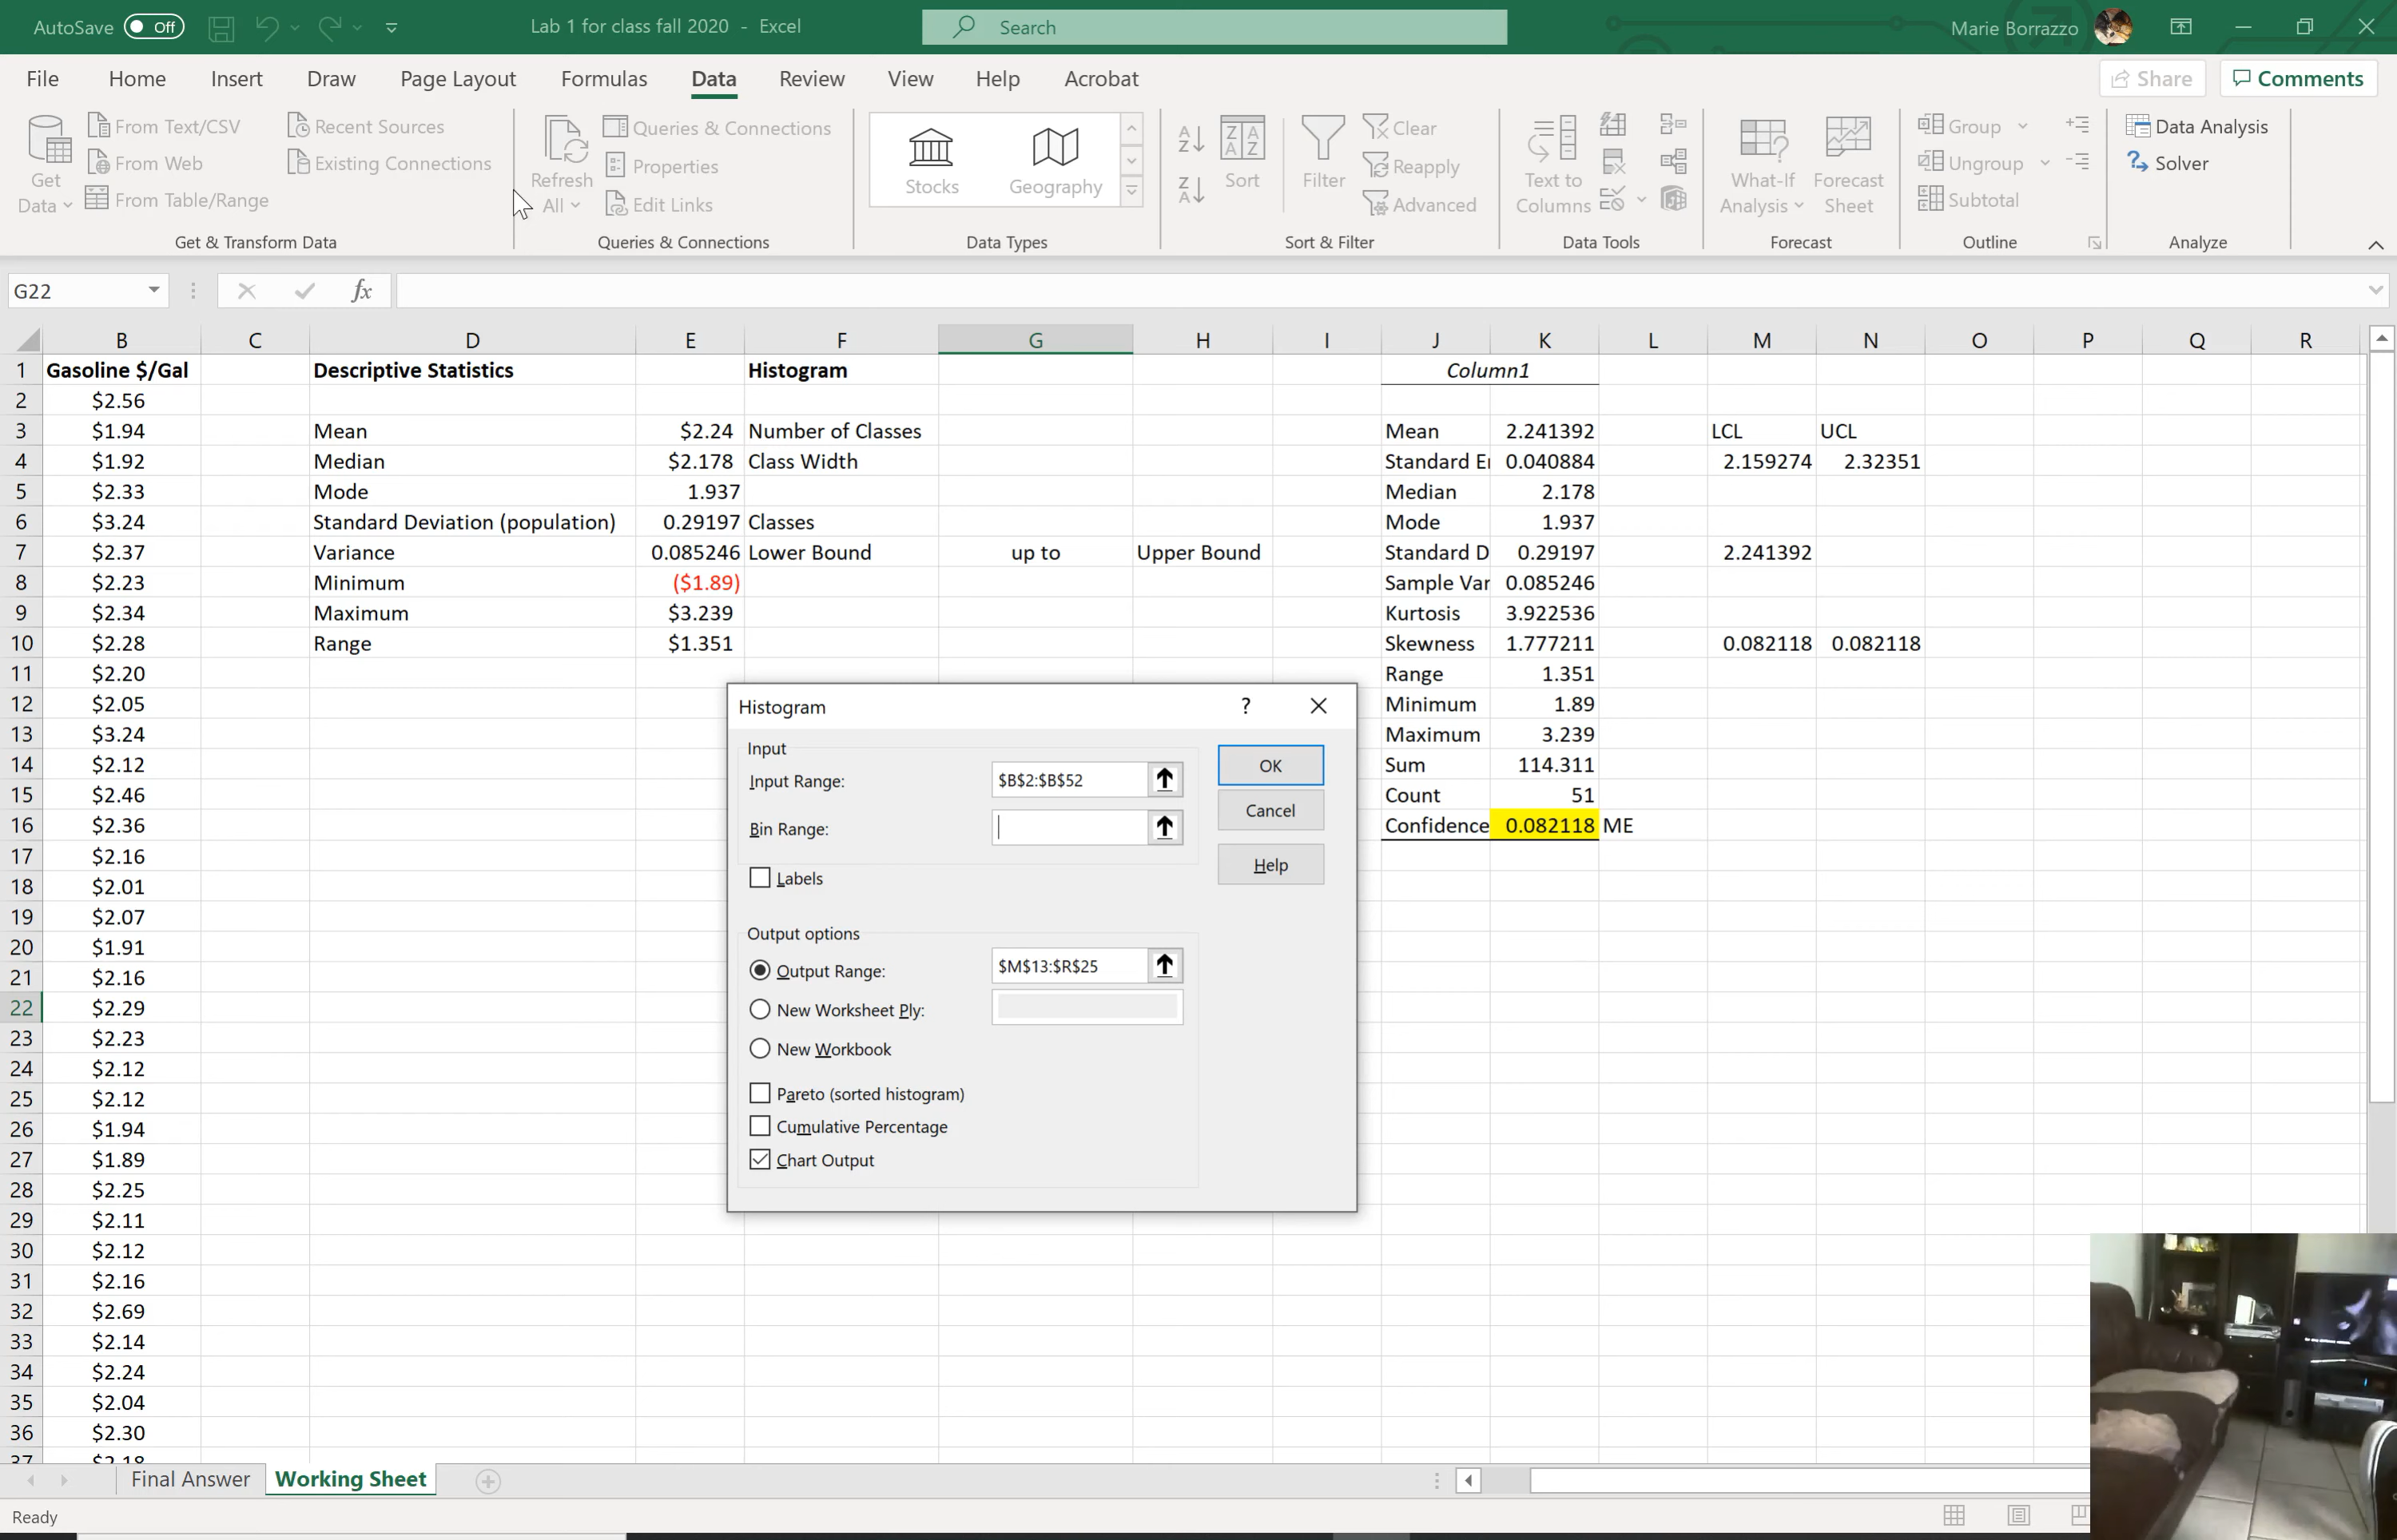 AutoSave Off Lab 1 for class fall 2020 - Excel Search Marie Borrazzo
File Home Insert Draw Page Layout Formulas Data Review View Help Acrobat Share Comments
Get Data From Text/CSV From Web From Table/Range Recent Sources Existing Connections
Refresh All Queries & Connections Properties Edit Links
Stocks Geography
Sort Filter Clear Reapply Advanced
Text to Columns
What-If Analysis Forecast Sheet
Group Ungroup Subtotal
Data Analysis Solver
Get & Transform Data Queries & Connections Data Types Sort & Filter Data Tools Forecast Outline Analyze
G22 fx
B C D E F G H I J K L M N O P Q R
1 Gasoline $/Gal Descriptive Statistics Histogram Column1
2 $2.56
3 $1.94 Mean $2.24 Number of Classes Mean 2.241392 LCL UCL
4 $1.92 Median $2.178 Class Width Standard Er 0.040884 2.159274 2.32351
5 $2.33 Mode 1.937 Median 2.178
6 $3.24 Standard Deviation (population) 0.29197 Classes Mode 1.937
7 $2.37 Variance 0.085246 Lower Bound up to Upper Bound Standard D 0.29197 2.241392
8 $2.23 Minimum ($1.89) Sample Var 0.085246
9 $2.34 Maximum $3.239 Kurtosis 3.922536
10 $2.28 Range $1.351 Skewness 1.777211 0.082118 0.082118
11 $2.20 Range 1.351
12 $2.05 Minimum 1.89
13 $3.24 Maximum 3.239
14 $2.12 Sum 114.311
15 $2.46 Count 51
16 $2.36 Confidence 0.082118 ME
17 $2.16
18 $2.01
19 $2.07
20 $1.91
21 $2.16
22 $2.29
23 $2.23
24 $2.12
25 $2.12
26 $1.94
27 $1.89
28 $2.25
29 $2.11
30 $2.12
31 $2.16
32 $2.69
33 $2.14
34 $2.24
35 $2.04
36 $2.30
37 $2.18
Histogram ?
Input
Input Range: $B$2:$B$52 OK
Bin Range: Cancel
Labels Help
Output options
Output Range: $M$13:$R$25
New Worksheet Ply:
New Workbook
Pareto (sorted histogram)
Cumulative Percentage
Chart Output
Final Answer Working Sheet
Ready